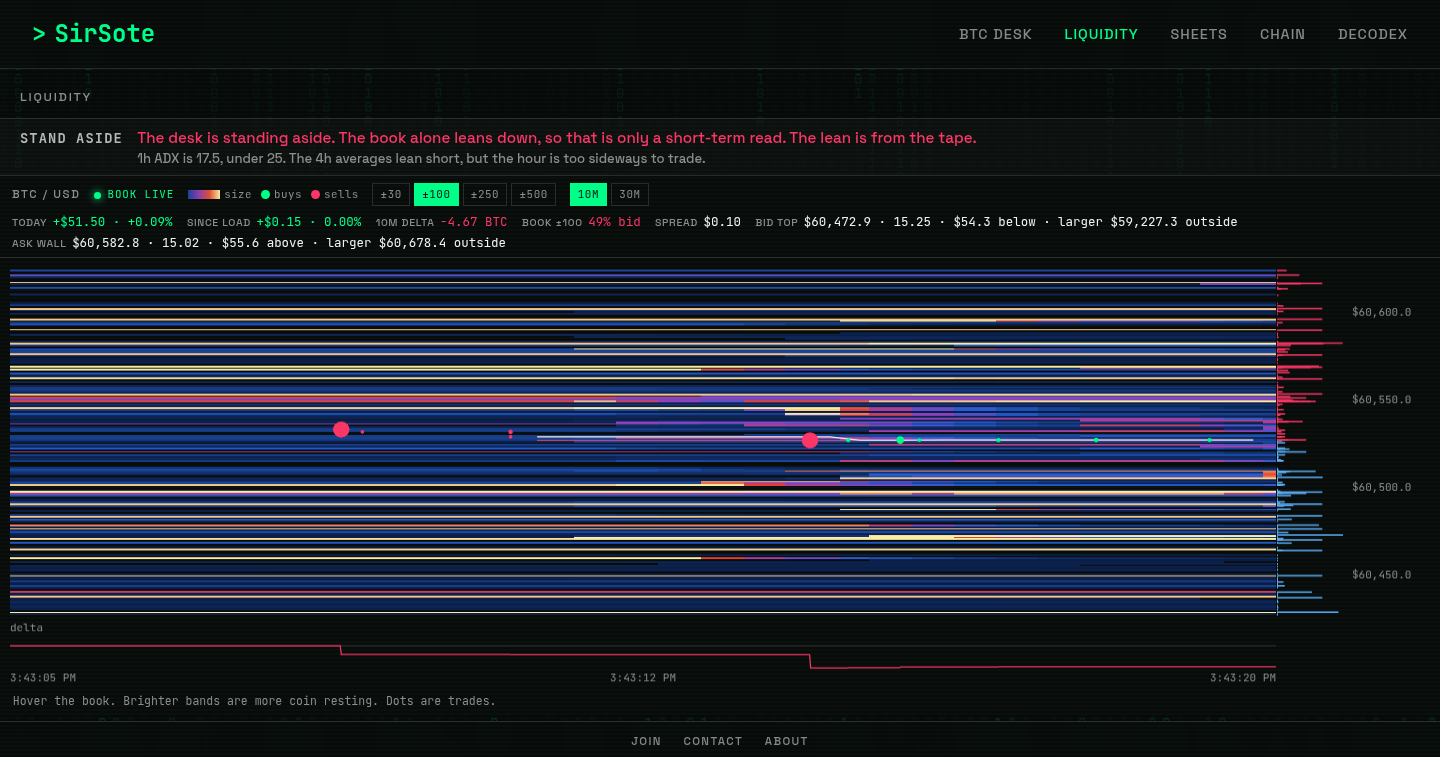 > SirSote
BTC DESK LIQUIDITY SHEETS CHAIN DECODEX
LIQUIDITY
STAND ASIDE The desk is standing aside. The book alone leans down, so that is only a short-term read. The lean is from the tape.
1h ADX is 17.5, under 25. The 4h averages lean short, but the hour is too sideways to trade.
BTC / USD BOOK LIVE size buys sells ±30 ±100 ±250 ±500 10M 30M
TODAY +$51.50 · +0.09% SINCE LOAD +$0.15 · 0.00% 10M DELTA -4.67 BTC BOOK ±100 49% bid SPREAD $0.10 BID TOP $60,472.9 · 15.25 · $54.3 below · larger $59,227.3 outside
ASK WALL $60,582.8 · 15.02 · $55.6 above · larger $60,678.4 outside
$60,600.0
$60,550.0
$60,500.0
$60,450.0
delta
3:43:05 PM 3:43:12 PM 3:43:20 PM
Hover the book. Brighter bands are more coin resting. Dots are trades.
JOIN CONTACT ABOUT